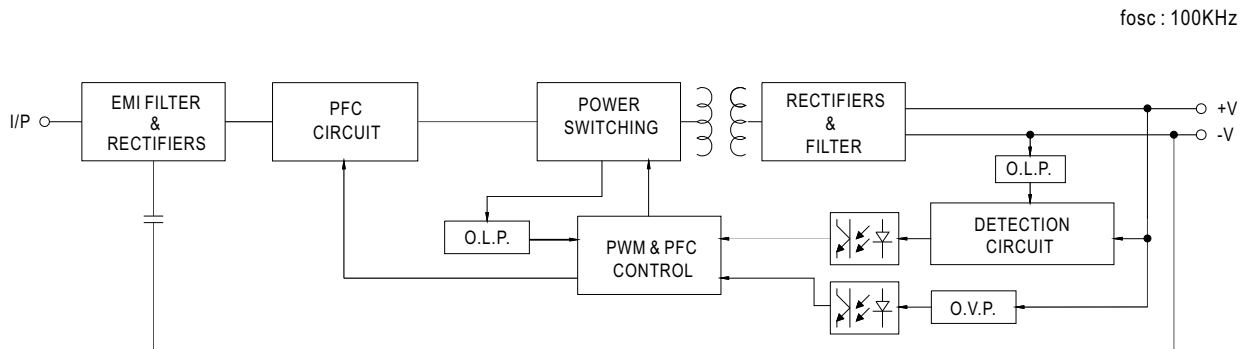 fosc : 100KHz
I/P
EMI FILTER
&
RECTIFIERS
PFC
CIRCUIT
POWER
SWITCHING
RECTIFIERS
&
FILTER
+V
-V
O.L.P.
O.L.P.
PWM & PFC
CONTROL
DETECTION
CIRCUIT
O.V.P.